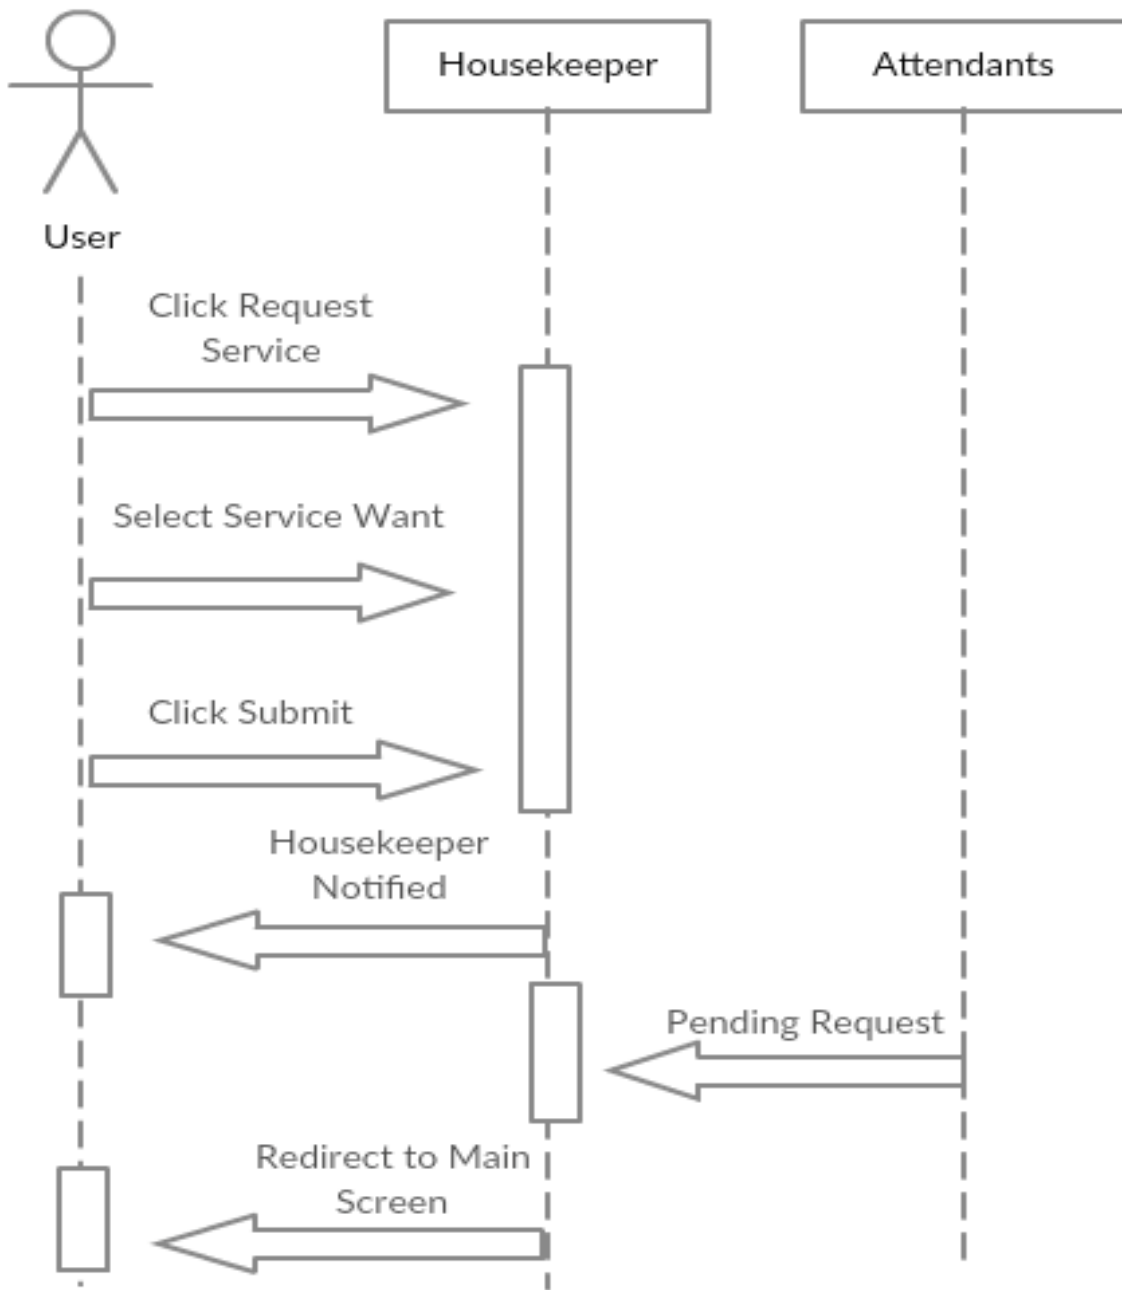 Housekeeper
Attendants
User
Click Request
Service
Select Service Want
Click Submit
Housekeeper
Notified
Pending Request
Redirect to Main
Screen